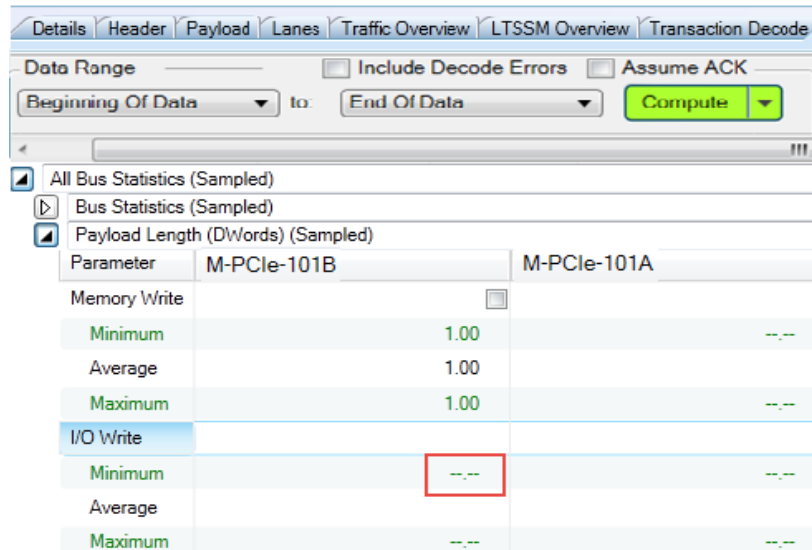 Details Header Payload Lanes Traffic Overview LTSSM Overview Transaction Decode
Data Range Include Decode Errors Assume ACK
Beginning Of Data to: End Of Data Compute
All Bus Statistics (Sampled)
Bus Statistics (Sampled)
Payload Length (DWords) (Sampled)
Parameter M-PCIe-101B M-PCIe-101A
Memory Write
Minimum 1.00 --.--
Average 1.00
Maximum 1.00 --.--
I/O Write
Minimum --.-- --.--
Average
Maximum --.-- --.--